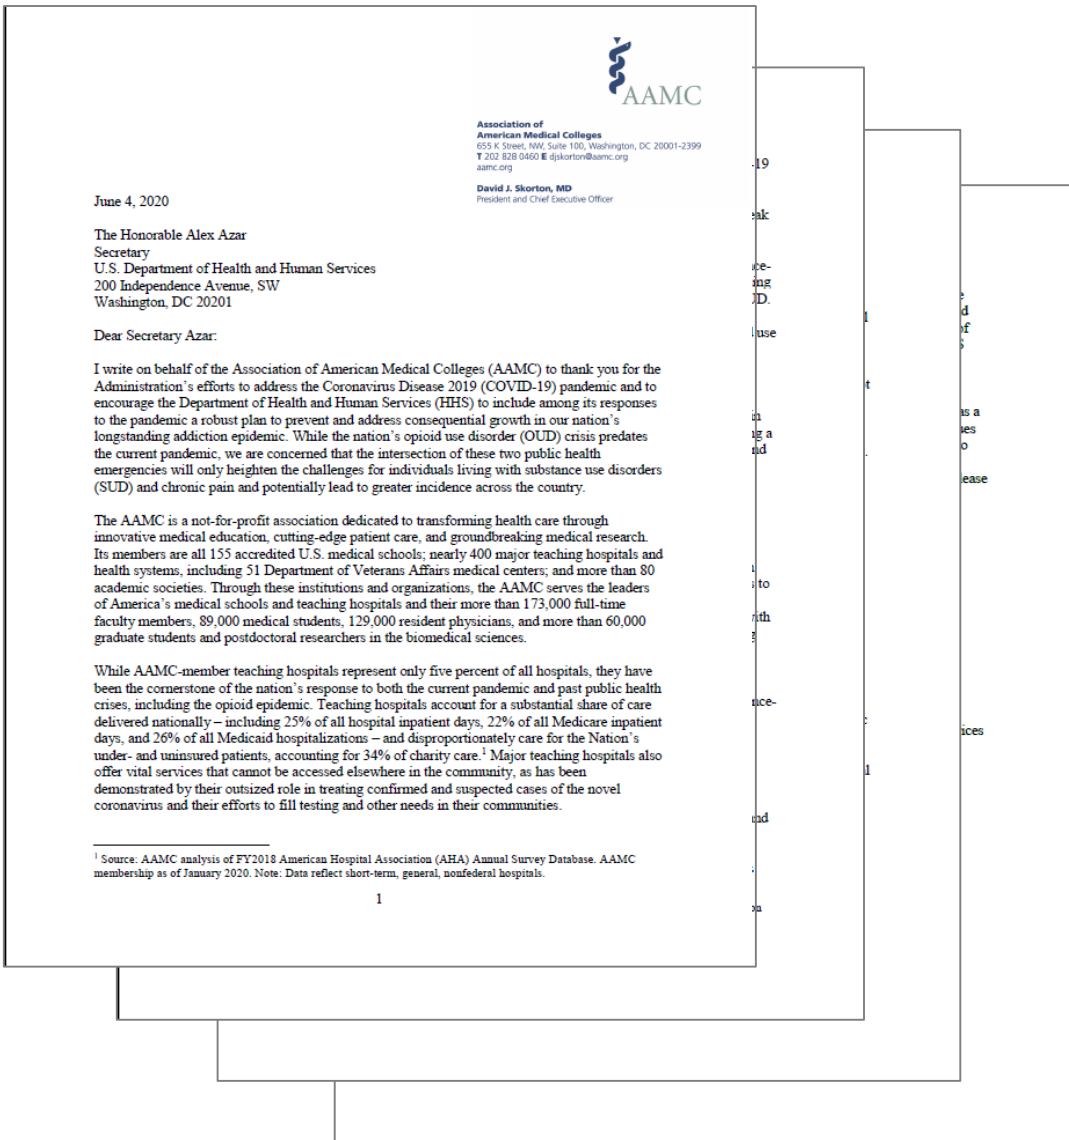 AAMC
Association of
American Medical Colleges
655 K Street, NW, Suite 100, Washington, DC 20001-2399
T 202 828 0460 E djskorton@aamc.org
aamc.org
David J. Skorton, MD
President and Chief Executive Officer
June 4, 2020
The Honorable Alex Azar
Secretary
U.S. Department of Health and Human Services
200 Independence Avenue, SW
Washington, DC 20201
Dear Secretary Azar:
I write on behalf of the Association of American Medical Colleges (AAMC) to thank you for the
Administration's efforts to address the Coronavirus Disease 2019 (COVID-19) pandemic and to
encourage the Department of Health and Human Services (HHS) to include among its responses
to the pandemic a robust plan to prevent and address consequential growth in our nation's
longstanding addiction epidemic. While the nation's opioid use disorder (OUD) crisis predates
the current pandemic, we are concerned that the intersection of these two public health
emergencies will only heighten the challenges for individuals living with substance use disorders
(SUD) and chronic pain and potentially lead to greater incidence across the country.
The AAMC is a not-for-profit association dedicated to transforming health care through
innovative medical education, cutting-edge patient care, and groundbreaking medical research.
Its members are all 155 accredited U.S. medical schools; nearly 400 major teaching hospitals and
health systems, including 51 Department of Veterans Affairs medical centers; and more than 80
academic societies. Through these institutions and organizations, the AAMC serves the leaders
of America's medical schools and teaching hospitals and their more than 173,000 full-time
faculty members, 89,000 medical students, 129,000 resident physicians, and more than 60,000
graduate students and postdoctoral researchers in the biomedical sciences.
While AAMC-member teaching hospitals represent only five percent of all hospitals, they have
been the cornerstone of the nation's response to both the current pandemic and past public health
crises, including the opioid epidemic. Teaching hospitals account for a substantial share of care
delivered nationally – including 25% of all hospital inpatient days, 22% of all Medicare inpatient
days, and 26% of all Medicaid hospitalizations – and disproportionately care for the Nation's
under- and uninsured patients, accounting for 34% of charity care.1 Major teaching hospitals also
offer vital services that cannot be accessed elsewhere in the community, as has been
demonstrated by their outsized role in treating confirmed and suspected cases of the novel
coronavirus and their efforts to fill testing and other needs in their communities.
1 Source: AAMC analysis of FY2018 American Hospital Association (AHA) Annual Survey Database. AAMC
membership as of January 2020. Note: Data reflect short-term, general, nonfederal hospitals.
1